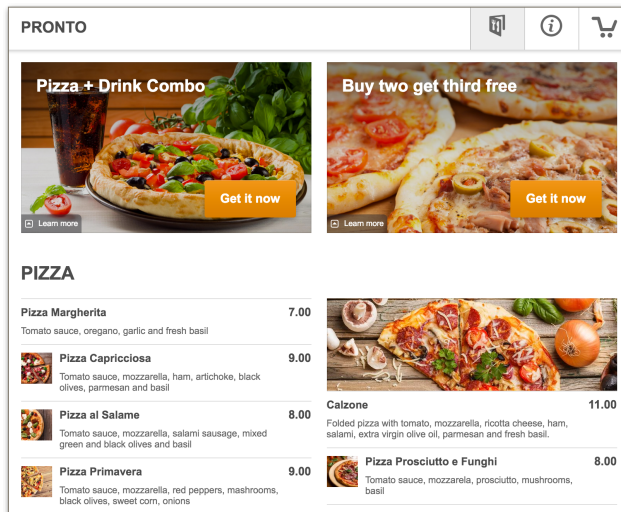 PRONTO
Pizza + Drink Combo
Get it now
Learn more
Buy two get third free
Get it now
Learn more
PIZZA
Pizza Margherita 7.00
Tomato sauce, oregano, garlic and fresh basil
Pizza Capricciosa 9.00
Tomato sauce, mozzarella, ham, artichoke, black
olives, parmesan and basil
Pizza al Salame 8.00
Tomato sauce, mozzarella, salami sausage, mixed
green and black olives and basil
Pizza Primavera 9.00
Tomato sauce, mozzarella, red peppers, mashrooms,
black olives, sweet corn, onions
Calzone 11.00
Folded pizza with tomato, mozzarella, ricotta cheese, ham,
salami, extra virgin olive oil, parmesan and fresh basil.
Pizza Prosciutto e Funghi 8.00
Tomato sauce, mozzarela, prosciutto, mushrooms,
basil